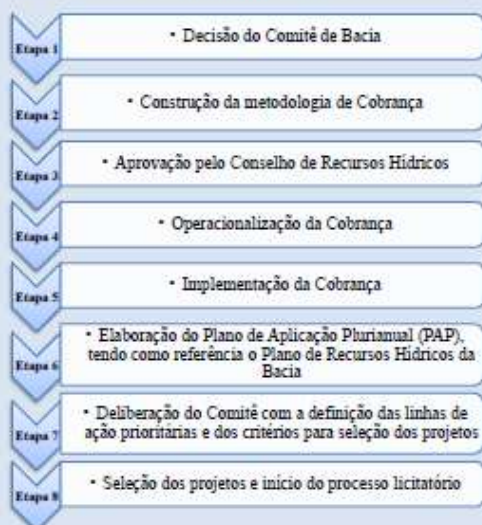 Etapa 1
• Decisão do Comitê de Bacia
Etapa 2
• Construção da metodologia de Cobrança
Etapa 3
• Aprovação pelo Conselho de Recursos Hídricos
Etapa 4
• Operacionalização da Cobrança
Etapa 5
• Implementação da Cobrança
Etapa 6
• Elaboração do Plano de Aplicação Plurianual (PAP),
tendo como referência o Plano de Recursos Hídricos da
Bacia
Etapa 7
• Deliberação do Comitê com a definição das linhas de
ação prioritárias e dos critérios para seleção dos projetos
Etapa 8
• Seleção dos projetos e início do processo licitatório